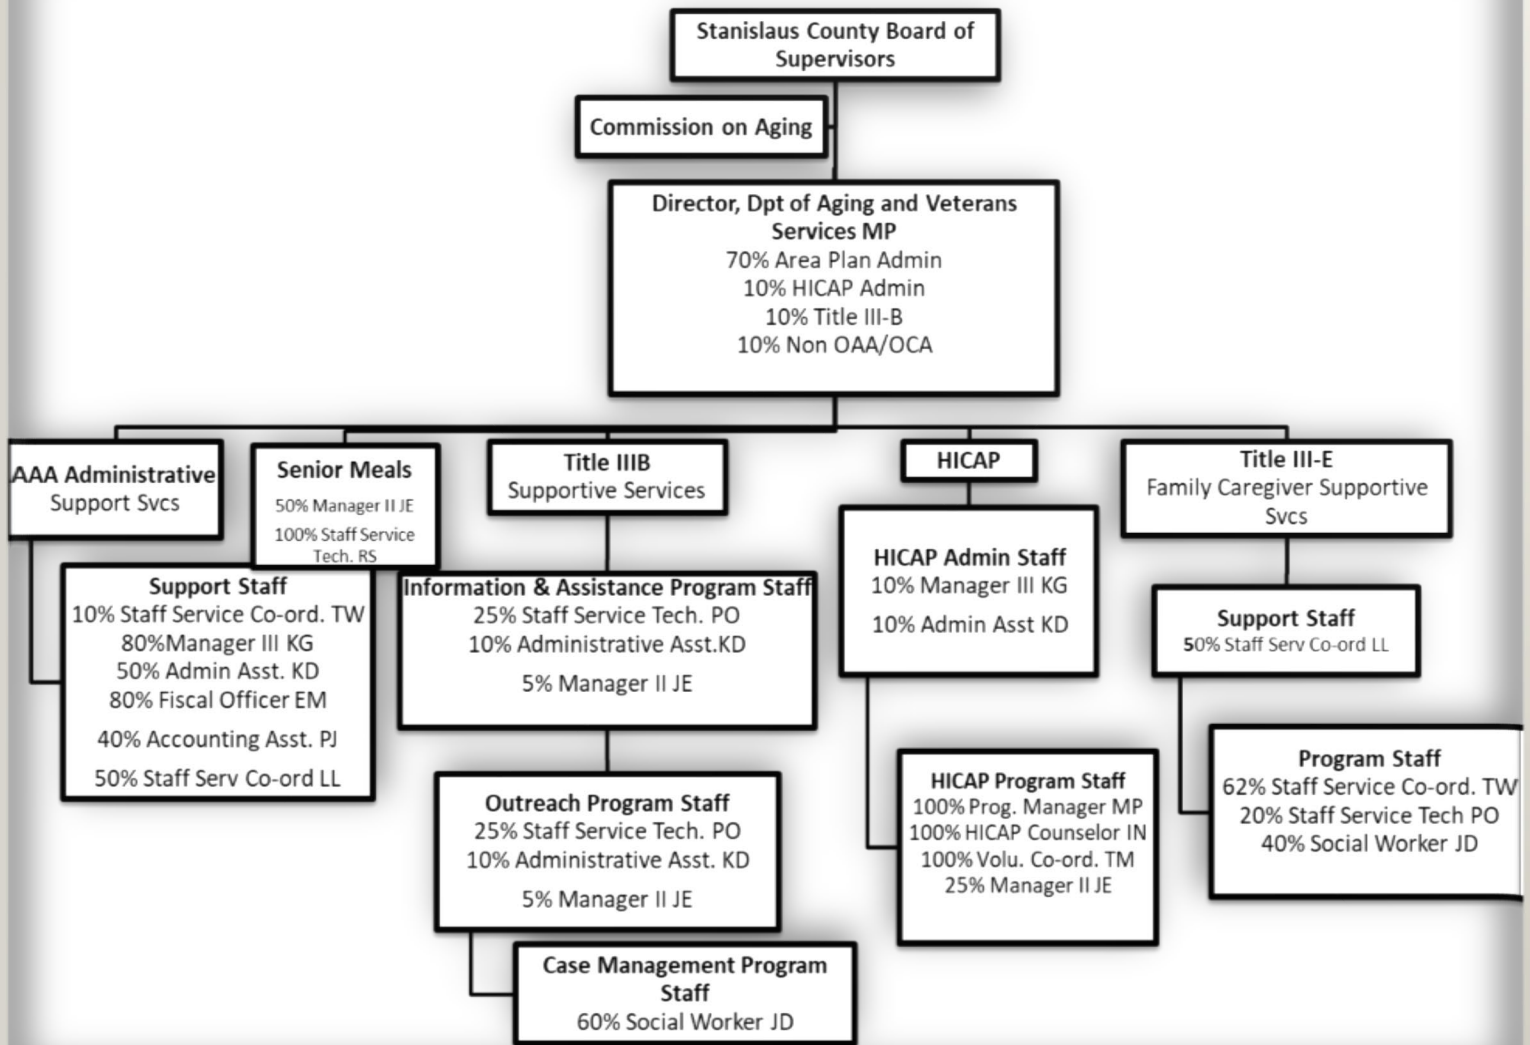 Stanislaus County Board of
Supervisors
Commission on Aging
Director, Dpt of Aging and Veterans
Services MP
70% Area Plan Admin
10% HICAP Admin
10% Title III-B
10% Non OAA/OCA
AAA Administrative
Support Svcs
Support Staff
10% Staff Service Co-ord. TW
80%Manager III KG
50% Admin Asst. KD
80% Fiscal Officer EM
40% Accounting Asst. PJ
50% Staff Serv Co-ord LL
Senior Meals
50% Manager II JE
100% Staff Service
Tech. RS
Title IIIB
Supportive Services
Information & Assistance Program Staff
25% Staff Service Tech. PO
10% Administrative Asst.KD
5% Manager II JE
Outreach Program Staff
25% Staff Service Tech. PO
10% Administrative Asst. KD
5% Manager II JE
Case Management Program
Staff
60% Social Worker JD
HICAP
HICAP Admin Staff
10% Manager III KG
10% Admin Asst KD
HICAP Program Staff
100% Prog. Manager MP
100% HICAP Counselor IN
100% Volu. Co-ord. TM
25% Manager II JE
Title III-E
Family Caregiver Supportive
Svcs
Support Staff
50% Staff Serv Co-ord LL
Program Staff
62% Staff Service Co-ord. TW
20% Staff Service Tech PO
40% Social Worker JD